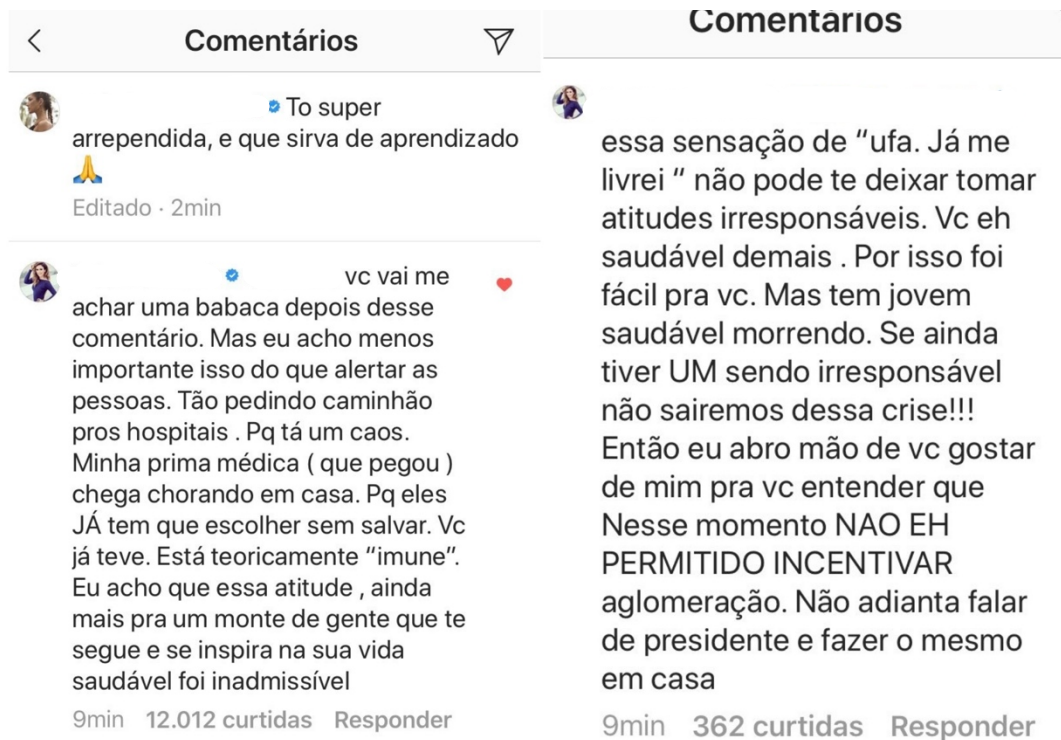 Comentários
To super
arrependida, e que sirva de aprendizado
Editado · 2min
vc vai me
achar uma babaca depois desse
comentário. Mas eu acho menos
importante isso do que alertar as
pessoas. Tão pedindo caminhão
pros hospitais . Pq tá um caos.
Minha prima médica ( que pegou )
chega chorando em casa. Pq eles
JÁ tem que escolher sem salvar. Vc
já teve. Está teoricamente “imune”.
Eu acho que essa atitude , ainda
mais pra um monte de gente que te
segue e se inspira na sua vida
saudável foi inadmissível
9min 12.012 curtidas Responder
Comentários
essa sensação de “ufa. Já me
livrei “ não pode te deixar tomar
atitudes irresponsáveis. Vc eh
saudável demais . Por isso foi
fácil pra vc. Mas tem jovem
saudável morrendo. Se ainda
tiver UM sendo irresponsável
não sairemos dessa crise!!!
Então eu abro mão de vc gostar
de mim pra vc entender que
Nesse momento NAO EH
PERMITIDO INCENTIVAR
aglomeração. Não adianta falar
de presidente e fazer o mesmo
em casa
9min 362 curtidas Responder